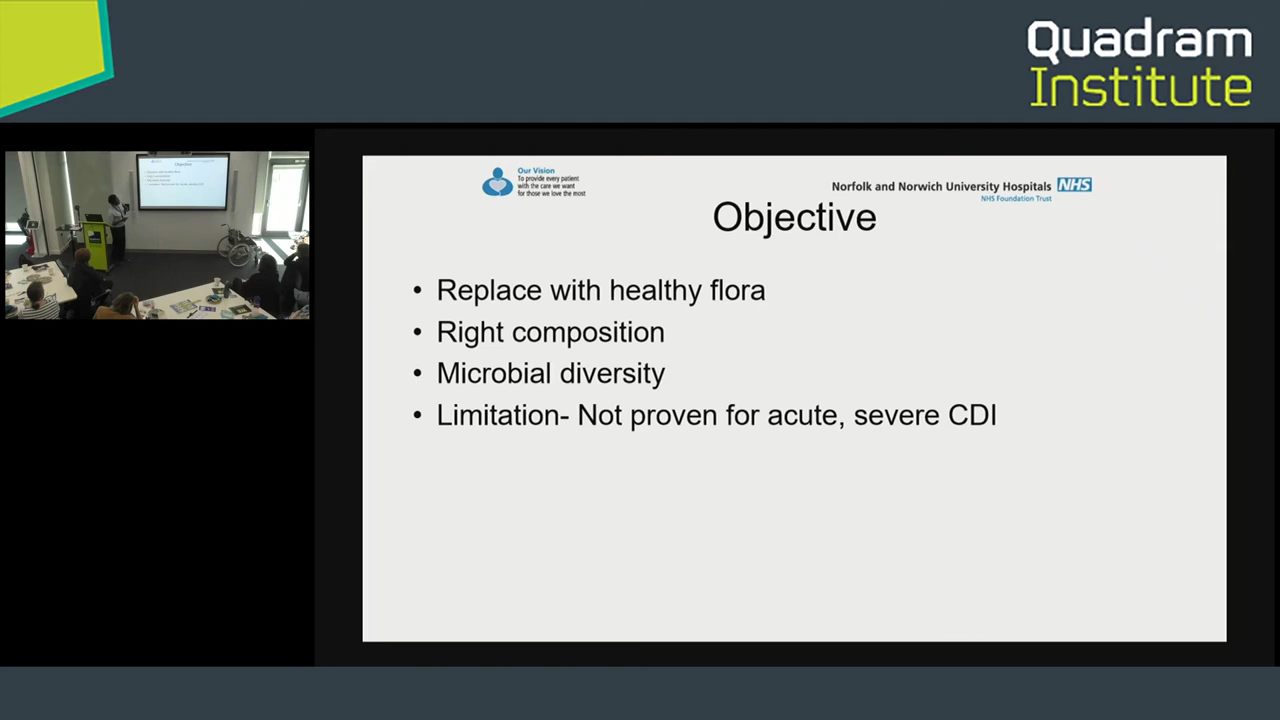 Quadram
Institute
Our Vision
To provide every patient
with the care we want
for those we love the most
Norfolk and Norwich University Hospitals NHS
NHS Foundation Trust
Objective
• Replace with healthy flora
• Right composition
• Microbial diversity
• Limitation- Not proven for acute, severe CDI
Objective